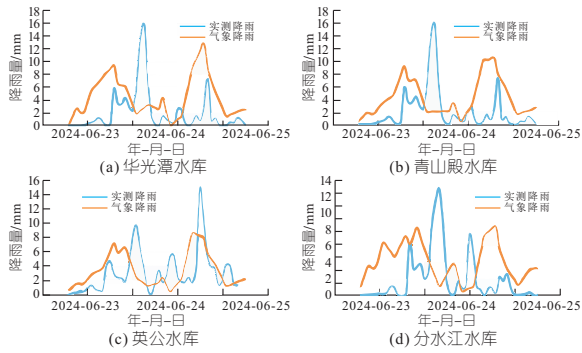 降雨量/mm
18
16
14
12
10
8
6
4
2
0
实测降雨
气象降雨
2024-06-23
2024-06-24
2024-06-25
年-月-日
(a) 华光潭水库
降雨量/mm
18
16
14
12
10
8
6
4
2
0
实测降雨
气象降雨
2024-06-23
2024-06-24
2024-06-25
年-月-日
(b) 青山殿水库
降雨量/mm
16
14
12
10
8
6
4
2
0
实测降雨
气象降雨
2024-06-23
2024-06-24
2024-06-25
年-月-日
(c) 英公水库
降雨量/mm
14
12
10
8
6
4
2
0
实测降雨
气象降雨
2024-06-23
2024-06-24
2024-06-25
年-月-日
(d) 分水江水库